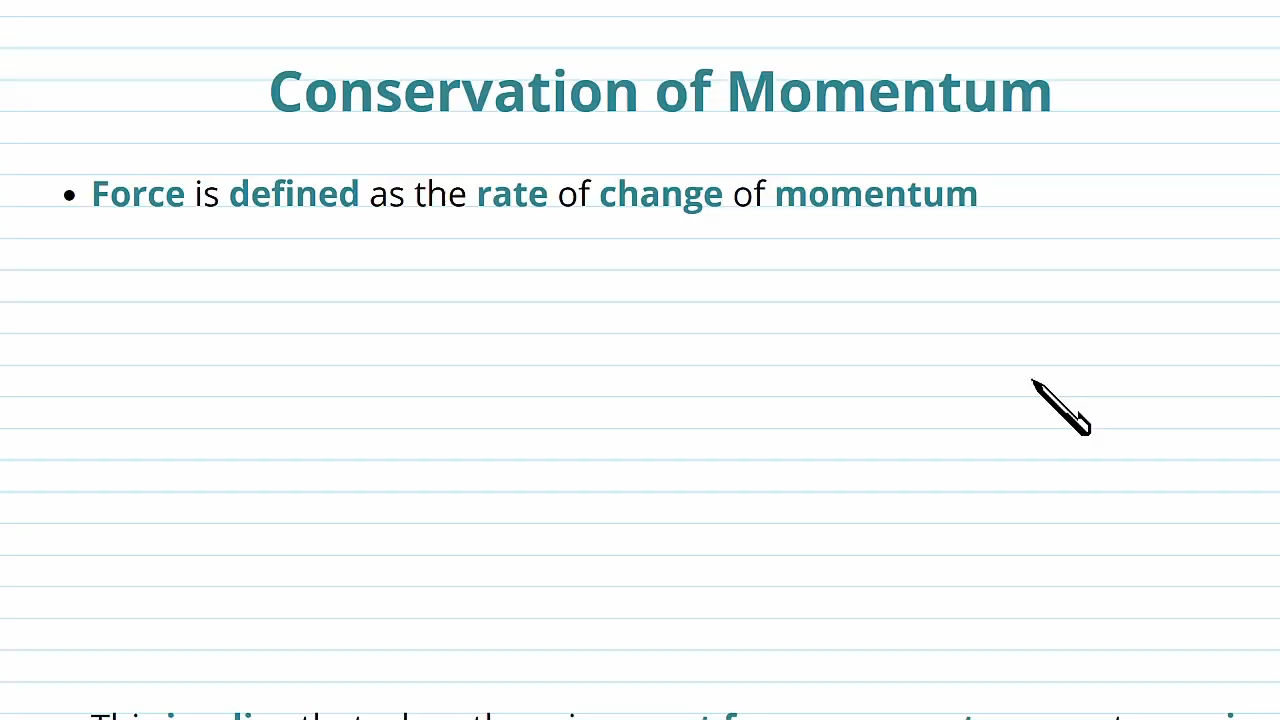 Conservation of Momentum
• Force is defined as the rate of change of momentum